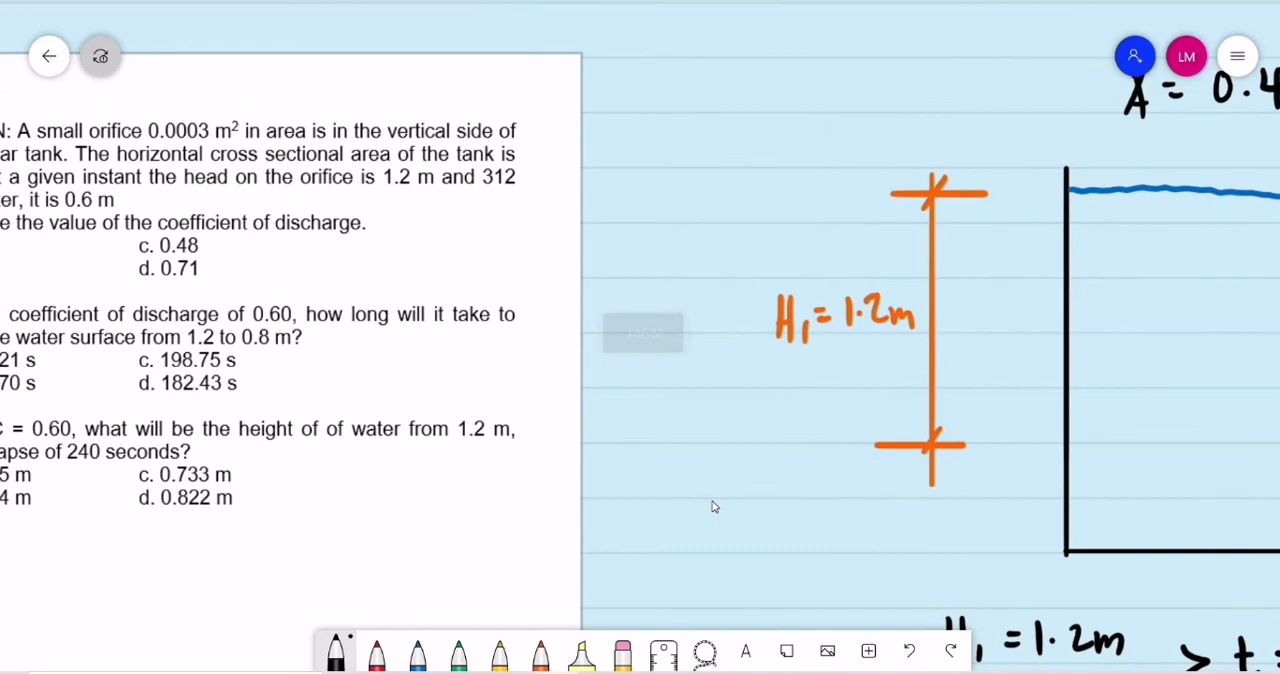 LM
A = 0.4
N: A small orifice 0.0003 m² in area is in the vertical side of
ar tank. The horizontal cross sectional area of the tank is
t a given instant the head on the orifice is 1.2 m and 312
ter, it is 0.6 m
e the value of the coefficient of discharge.
c. 0.48
d. 0.71
coefficient of discharge of 0.60, how long will it take to
e water surface from 1.2 to 0.8 m?
21 s c. 198.75 s
70 s d. 182.43 s
C = 0.60, what will be the height of of water from 1.2 m,
apse of 240 seconds?
5 m c. 0.733 m
4 m d. 0.822 m
H₁ = 1.2m
H₁ = 1.2m
> t =
A